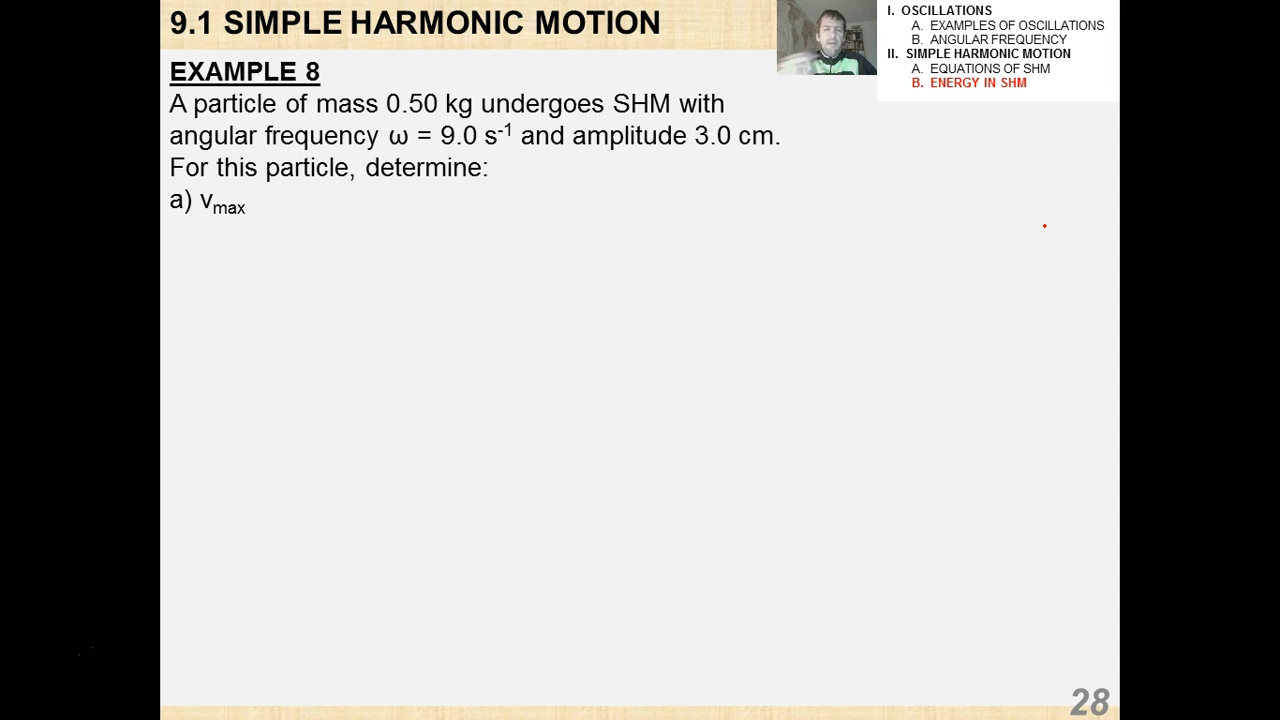 9.1 SIMPLE HARMONIC MOTION
I. OSCILLATIONS
A. EXAMPLES OF OSCILLATIONS
B. ANGULAR FREQUENCY
II. SIMPLE HARMONIC MOTION
A. EQUATIONS OF SHM
B. ENERGY IN SHM
EXAMPLE 8
A particle of mass 0.50 kg undergoes SHM with
angular frequency ω = 9.0 s⁻¹ and amplitude 3.0 cm.
For this particle, determine:
a) vₘₐₓ
28